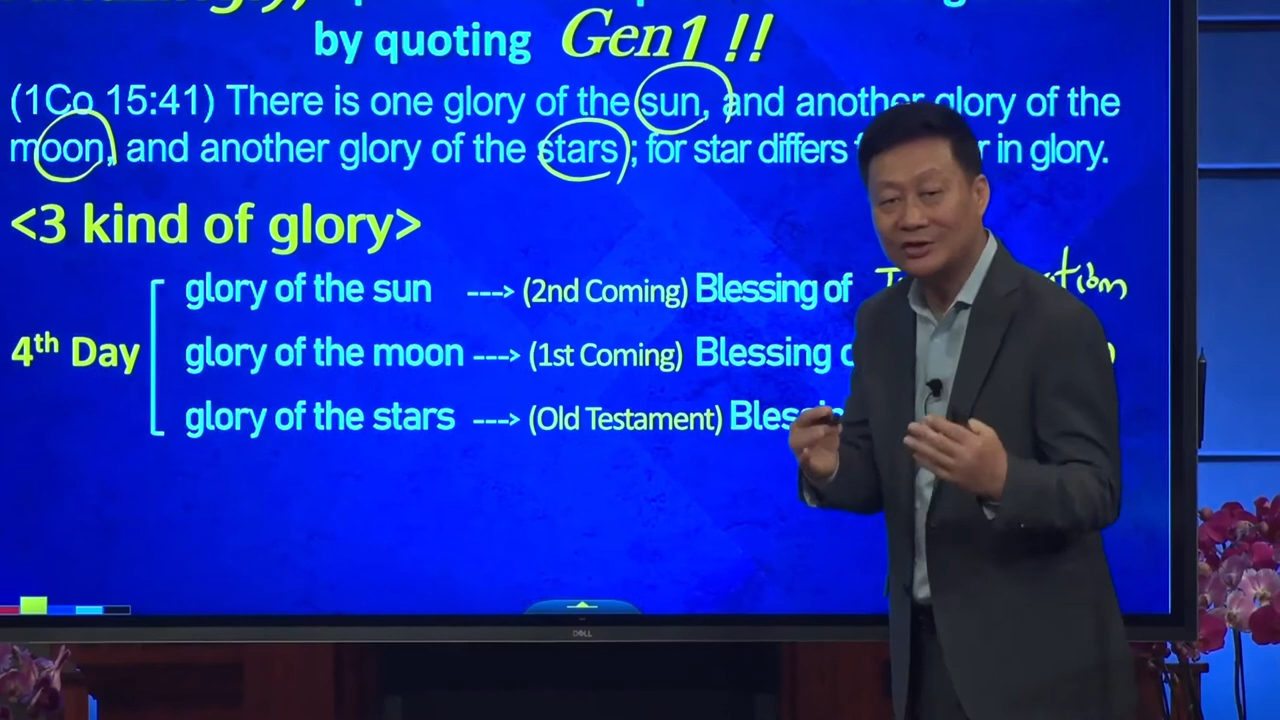 Amazingly,
by quoting Gen1 !!
(1Co 15:41) There is one glory of the sun, and another glory of the
moon, and another glory of the stars ; for star differs in glory.
<3 kind of glory>
glory of the sun ---> (2nd Coming) Blessing of
4th Day glory of the moon ---> (1st Coming) Blessing
glory of the stars ---> (Old Testament)
DELL